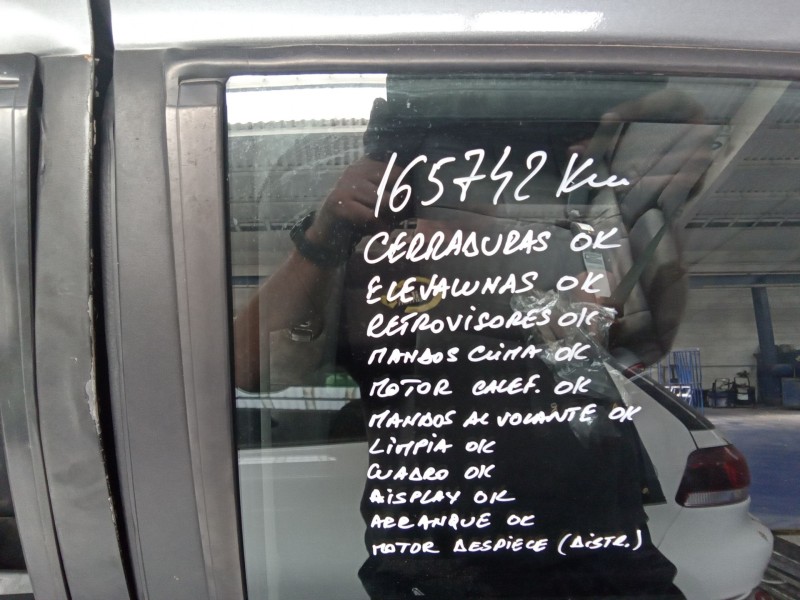 165742 Km
CERRADURAS OK
ELEVALUNAS OK
RETROVISORES OK
MANDOS CLIMA OK
MOTOR CALEF. OK
MANDOS AL VOLANTE OK
LIMPIA OK
CUADRO OK
DISPLAY OK
ARRANQUE OK
MOTOR DESPIECE (DISTR.)